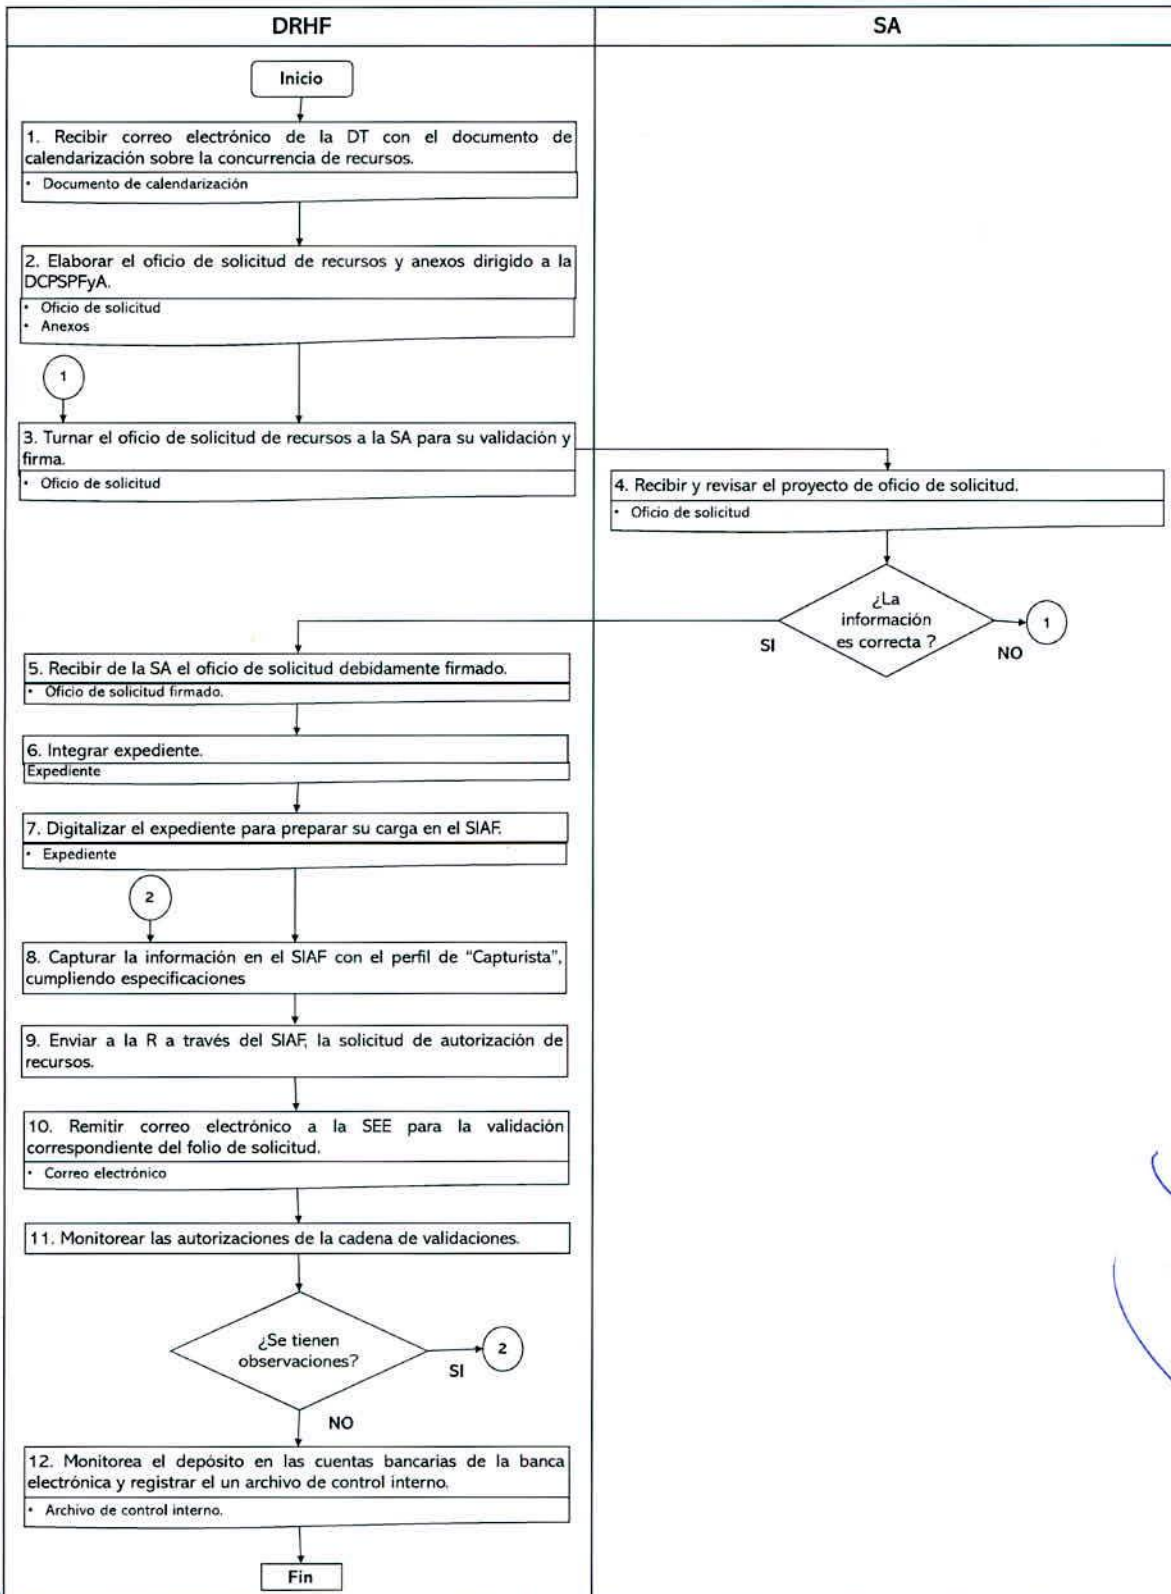 DRHF
SA
Inicio
1. Recibir correo electrónico de la DT con el documento de
calendarización sobre la concurrencia de recursos.
• Documento de calendarización
2. Elaborar el oficio de solicitud de recursos y anexos dirigido a la
DCPSPFyA.
• Oficio de solicitud
• Anexos
1
3. Turnar el oficio de solicitud de recursos a la SA para su validación y
firma.
• Oficio de solicitud
4. Recibir y revisar el proyecto de oficio de solicitud.
• Oficio de solicitud
¿La
información
es correcta ?
SI
NO
1
5. Recibir de la SA el oficio de solicitud debidamente firmado.
• Oficio de solicitud firmado.
6. Integrar expediente.
Expediente
7. Digitalizar el expediente para preparar su carga en el SIAF.
• Expediente
2
8. Capturar la información en el SIAF con el perfil de “Capturista”,
cumpliendo especificaciones
9. Enviar a la R a través del SIAF, la solicitud de autorización de
recursos.
10. Remitir correo electrónico a la SEE para la validación
correspondiente del folio de solicitud.
• Correo electrónico
11. Monitorear las autorizaciones de la cadena de validaciones.
¿Se tienen
observaciones?
SI
2
NO
12. Monitorea el depósito en las cuentas bancarias de la banca
electrónica y registrar el un archivo de control interno.
• Archivo de control interno.
Fin